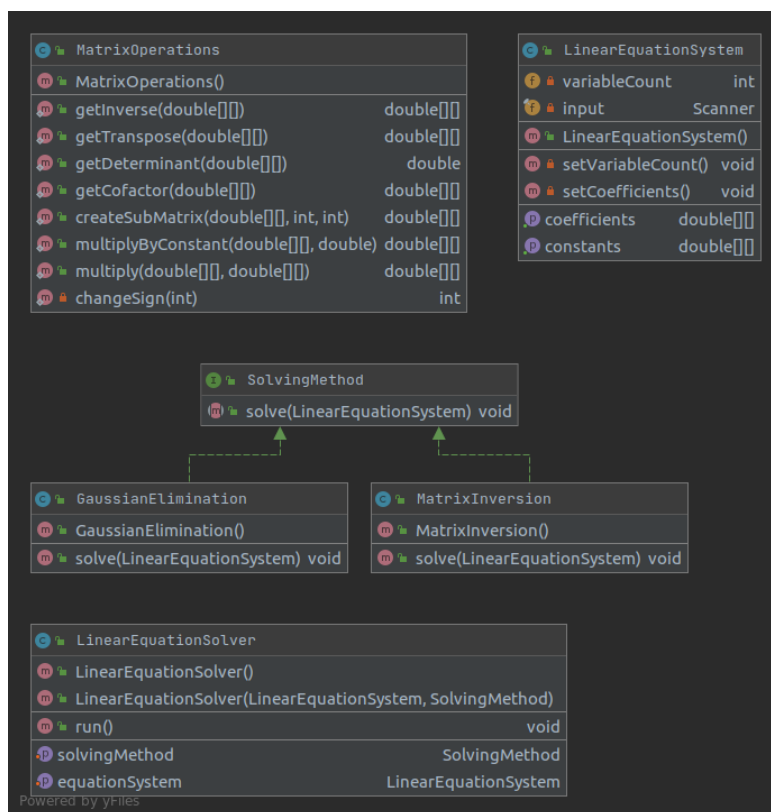 MatrixOperations
MatrixOperations()
getInverse(double[][]) double[][]
getTranspose(double[][]) double[][]
getDeterminant(double[][]) double
getCofactor(double[][]) double[][]
createSubMatrix(double[][], int, int) double[][]
multiplyByConstant(double[][], double) double[][]
multiply(double[][], double[][]) double[][]
changeSign(int) int
LinearEquationSystem
variableCount int
input Scanner
LinearEquationSystem()
setVariableCount() void
setCoefficients() void
coefficients double[][]
constants double[][]
SolvingMethod
solve(LinearEquationSystem) void
GaussianElimination
GaussianElimination()
solve(LinearEquationSystem) void
MatrixInversion
MatrixInversion()
solve(LinearEquationSystem) void
LinearEquationSolver
LinearEquationSolver()
LinearEquationSolver(LinearEquationSystem, SolvingMethod)
run() void
solvingMethod SolvingMethod
equationSystem LinearEquationSystem
Powered by yFiles